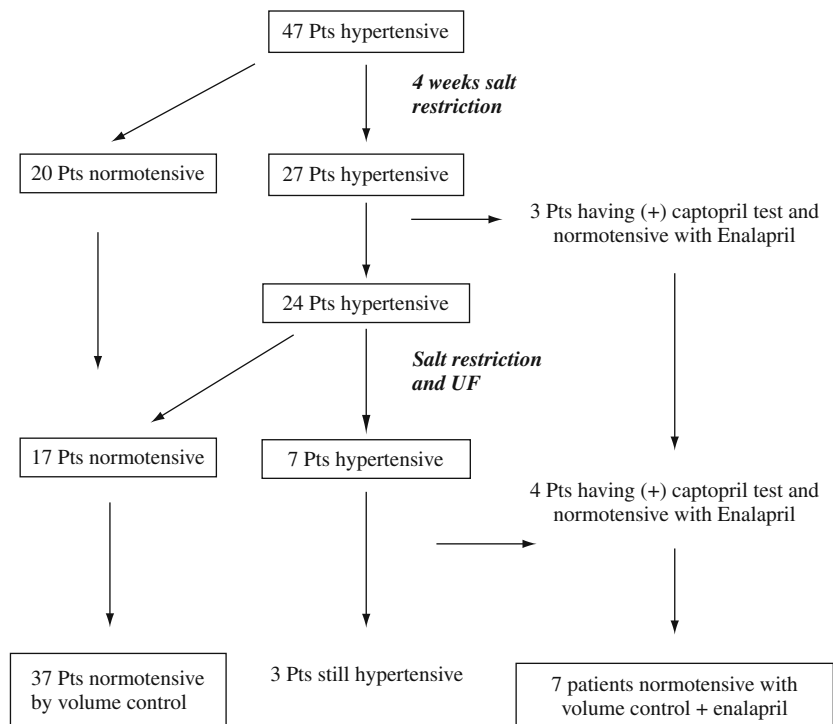 47 Pts hypertensive
4 weeks salt
restriction
20 Pts normotensive
27 Pts hypertensive
3 Pts having (+) captopril test and
normotensive with Enalapril
24 Pts hypertensive
Salt restriction
and UF
17 Pts normotensive
7 Pts hypertensive
4 Pts having (+) captopril test and
normotensive with Enalapril
37 Pts normotensive
by volume control
3 Pts still hypertensive
7 patients normotensive with
volume control + enalapril